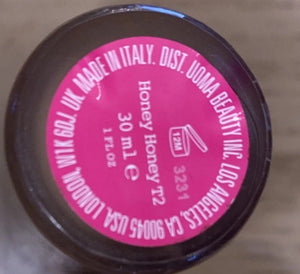 MADE IN ITALY. DIST. UOMA BEAUTY INC. LOS ANGELES, CA 90045 USA. LONDON, W1K 6DJ. UK.
Honey Honey T2
30 ml e
1 FL.OZ
12M
3231